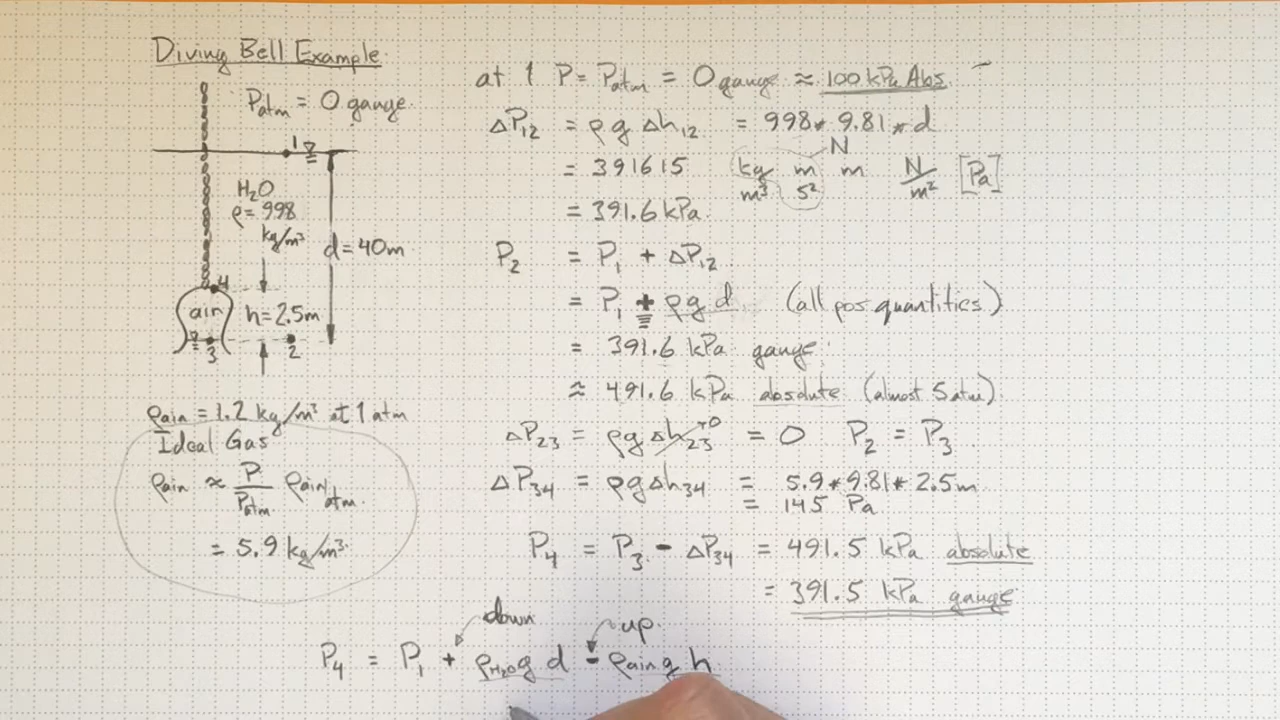 Diving Bell Example
Patm = 0 gauge
1
H2O
ρ = 998
kg/m³
d = 40m
4
air
h = 2.5m
3
2
ρair = 1.2 kg/m³ at 1 atm
Ideal Gas
ρair ≈ P/Patm ρair/atm
= 5.9 kg/m³
at 1 P = Patm = 0 gauge ≈ 100 kPa Abs.
ΔP12 = ρg Δh12 = 998 * 9.81 * d
= 391615 kg/m³ m/s² m N/m² [Pa]
N
= 391.6 kPa
P2 = P1 + ΔP12
= P1 + ρg d (all pos quantities)
= 391.6 kPa gauge
≈ 491.6 kPa absolute (almost 5 atm)
ΔP23 = ρg Δh23 →0 = 0 P2 = P3
ΔP34 = ρg Δh34 = 5.9 * 9.81 * 2.5m
= 145 Pa
P4 = P3 - ΔP34 = 491.5 kPa absolute
= 391.5 kPa gauge
down
up
P4 = P1 + ρH2O g d - ρair g h